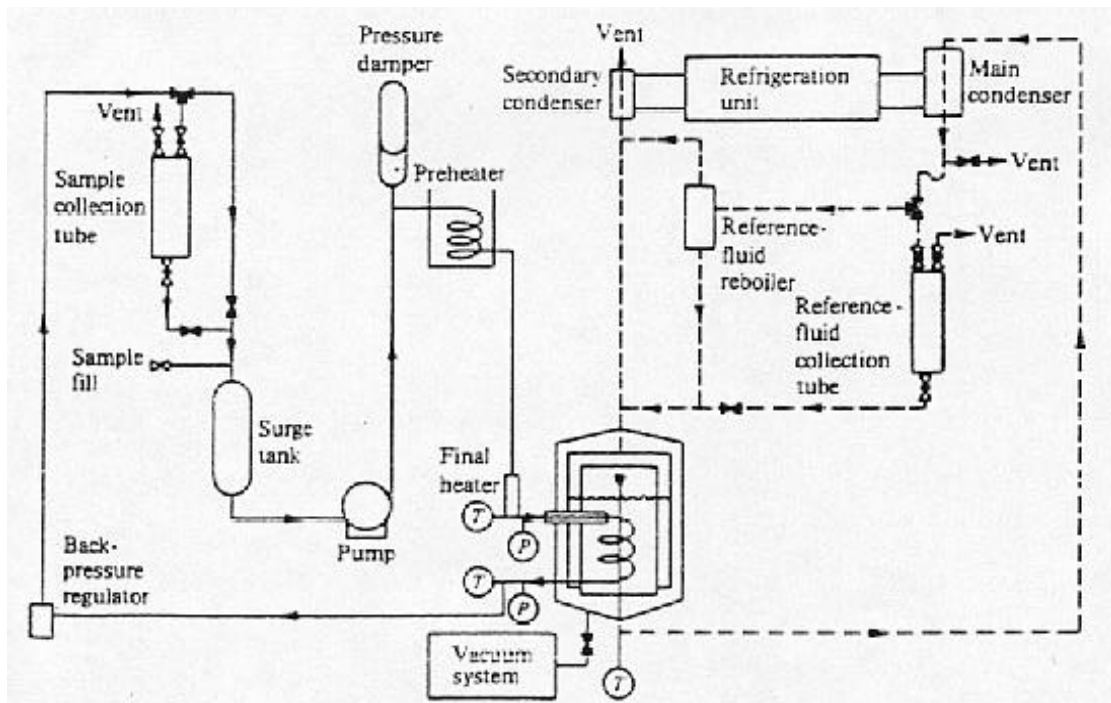 Pressure
damper
Vent
Secondary
condenser
Refrigeration
unit
Main
condenser
Vent
Sample
collection
tube
Preheater
Vent
Reference-
fluid
reboiler
Vent
Reference-
fluid
collection
tube
Sample
fill
Surge
tank
Final
heater
T
P
Pump
T
P
Back-
pressure
regulator
Vacuum
system
T